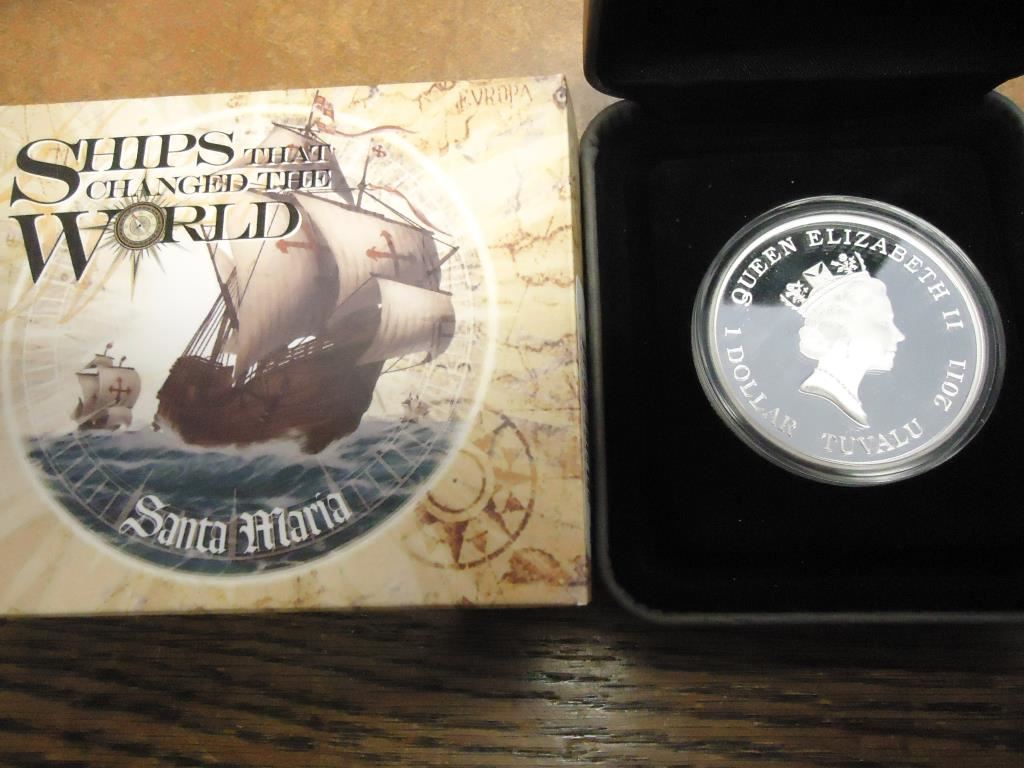 SHIPS THAT
CHANGED THE
WORLD
EVROPA
Santa Maria
QUEEN ELIZABETH II
1 DOLLAR TUVALU 2011